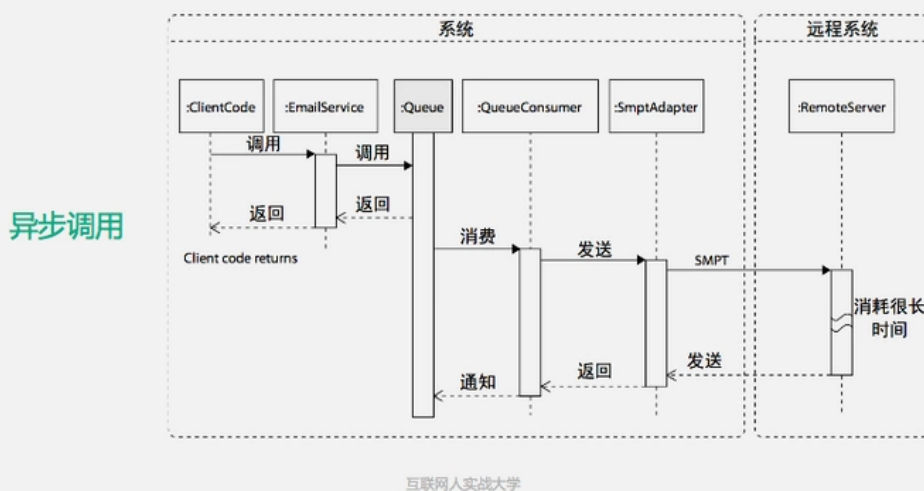 系统
远程系统
:ClientCode
:EmailService
:Queue
:QueueConsumer
:SmptAdapter
:RemoteServer
调用
调用
返回
返回
异步调用
消费
发送
Client code returns
SMPT
消耗很长
时间
发送
返回
通知
互联网人实战大学